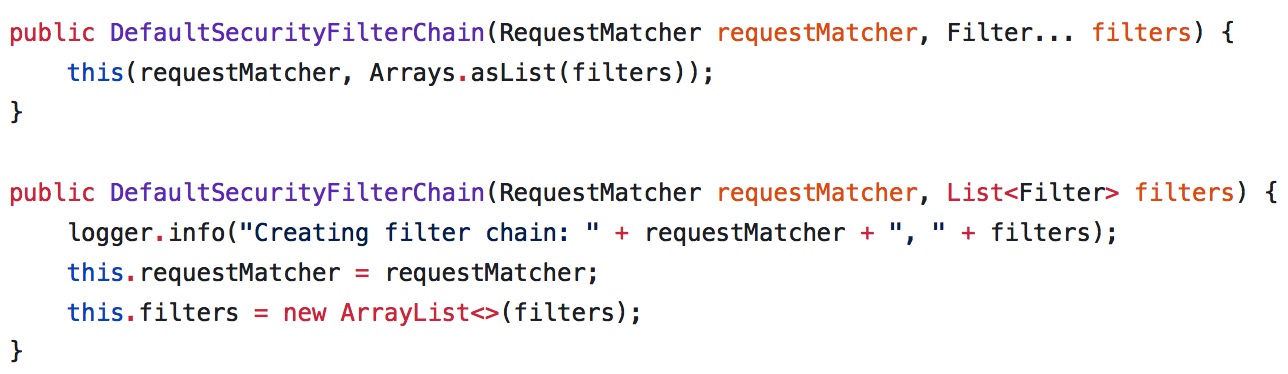 public DefaultSecurityFilterChain(RequestMatcher requestMatcher, Filter... filters) {
    this(requestMatcher, Arrays.asList(filters));
}

public DefaultSecurityFilterChain(RequestMatcher requestMatcher, List<Filter> filters) {
    logger.info("Creating filter chain: " + requestMatcher + ", " + filters);
    this.requestMatcher = requestMatcher;
    this.filters = new ArrayList<>(filters);
}